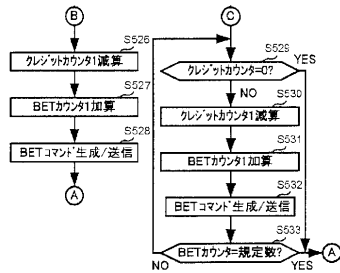 B
S526
クレジットカウンタ1減算
S527
BETカウンタ1加算
S528
BETコマンド生成/送信
A
C
S529
クレジットカウンタ=0?
YES
NO
S530
クレジットカウンタ1減算
S531
BETカウンタ1加算
S532
BETコマンド生成/送信
S533
BETカウンタ=規定数?
NO
YES
A